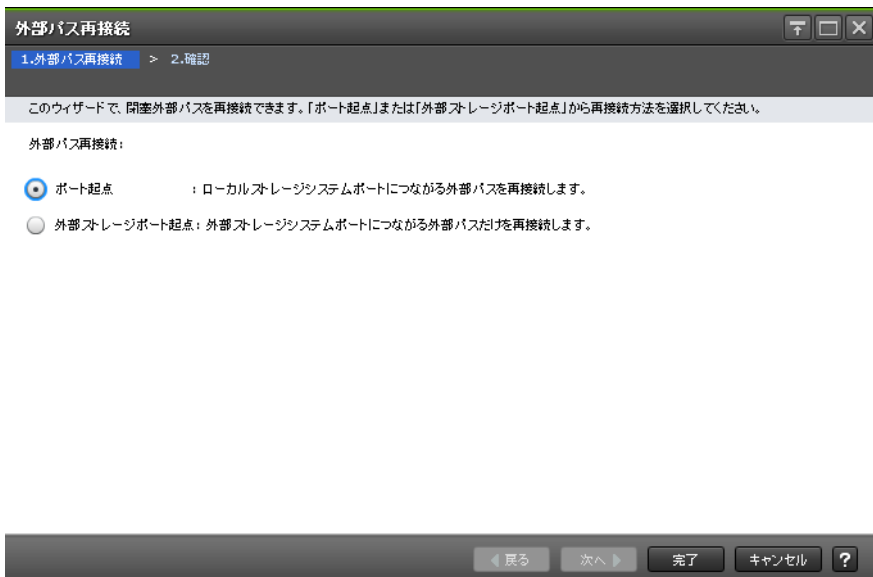 外部パス再接続
1.外部パス再接続 > 2.確認
このウィザードで、閉塞外部パスを再接続できます。「ポート起点」または「外部ストレージポート起点」から再接続方法を選択してください。
外部パス再接続:
ポート起点 : ローカルストレージシステムポートにつながる外部パスを再接続します。
外部ストレージポート起点 : 外部ストレージシステムポートにつながる外部パスだけを再接続します。
戻る 次へ 完了 キャンセル ?